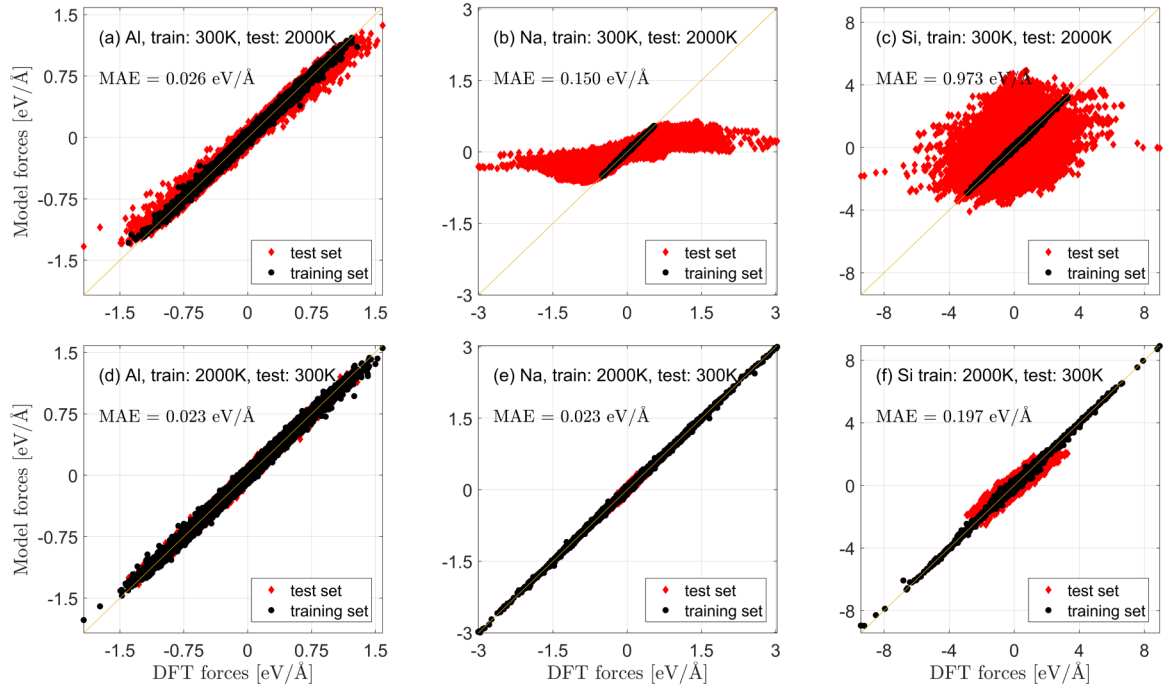 (a) Al, train: 300K, test: 2000K
MAE = 0.026 eV/Å
1.5
0.75
0
-0.75
-1.5
Model forces [eV/Å]
test set
training set
-1.5 -0.75 0 0.75 1.5
(b) Na, train: 300K, test: 2000K
MAE = 0.150 eV/Å
3
1.5
0
-1.5
-3
test set
training set
-3 -1.5 0 1.5 3
(c) Si, train: 300K, test: 2000K
MAE = 0.973 eV/Å
8
4
0
-4
-8
test set
training set
-8 -4 0 4 8
(d) Al, train: 2000K, test: 300K
MAE = 0.023 eV/Å
1.5
0.75
0
-0.75
-1.5
Model forces [eV/Å]
test set
training set
-1.5 -0.75 0 0.75 1.5
DFT forces [eV/Å]
(e) Na, train: 2000K, test: 300K
MAE = 0.023 eV/Å
3
1.5
0
-1.5
-3
test set
training set
-3 -1.5 0 1.5 3
DFT forces [eV/Å]
(f) Si train: 2000K, test: 300K
MAE = 0.197 eV/Å
8
4
0
-4
-8
test set
training set
-8 -4 0 4 8
DFT forces [eV/Å]